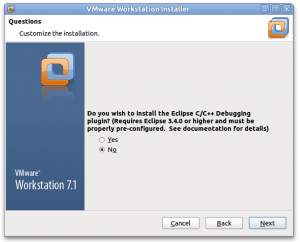 VMware Workstation Installer
Questions
Customize the installation.
Do you wish to install the Eclipse C/C++ Debugging
plugin? (Requires Eclipse 3.4.0 or higher and must be
properly pre-configured.  See documentation for details)
Yes
No
VMware®
Workstation 7.1
Cancel
Back
Next